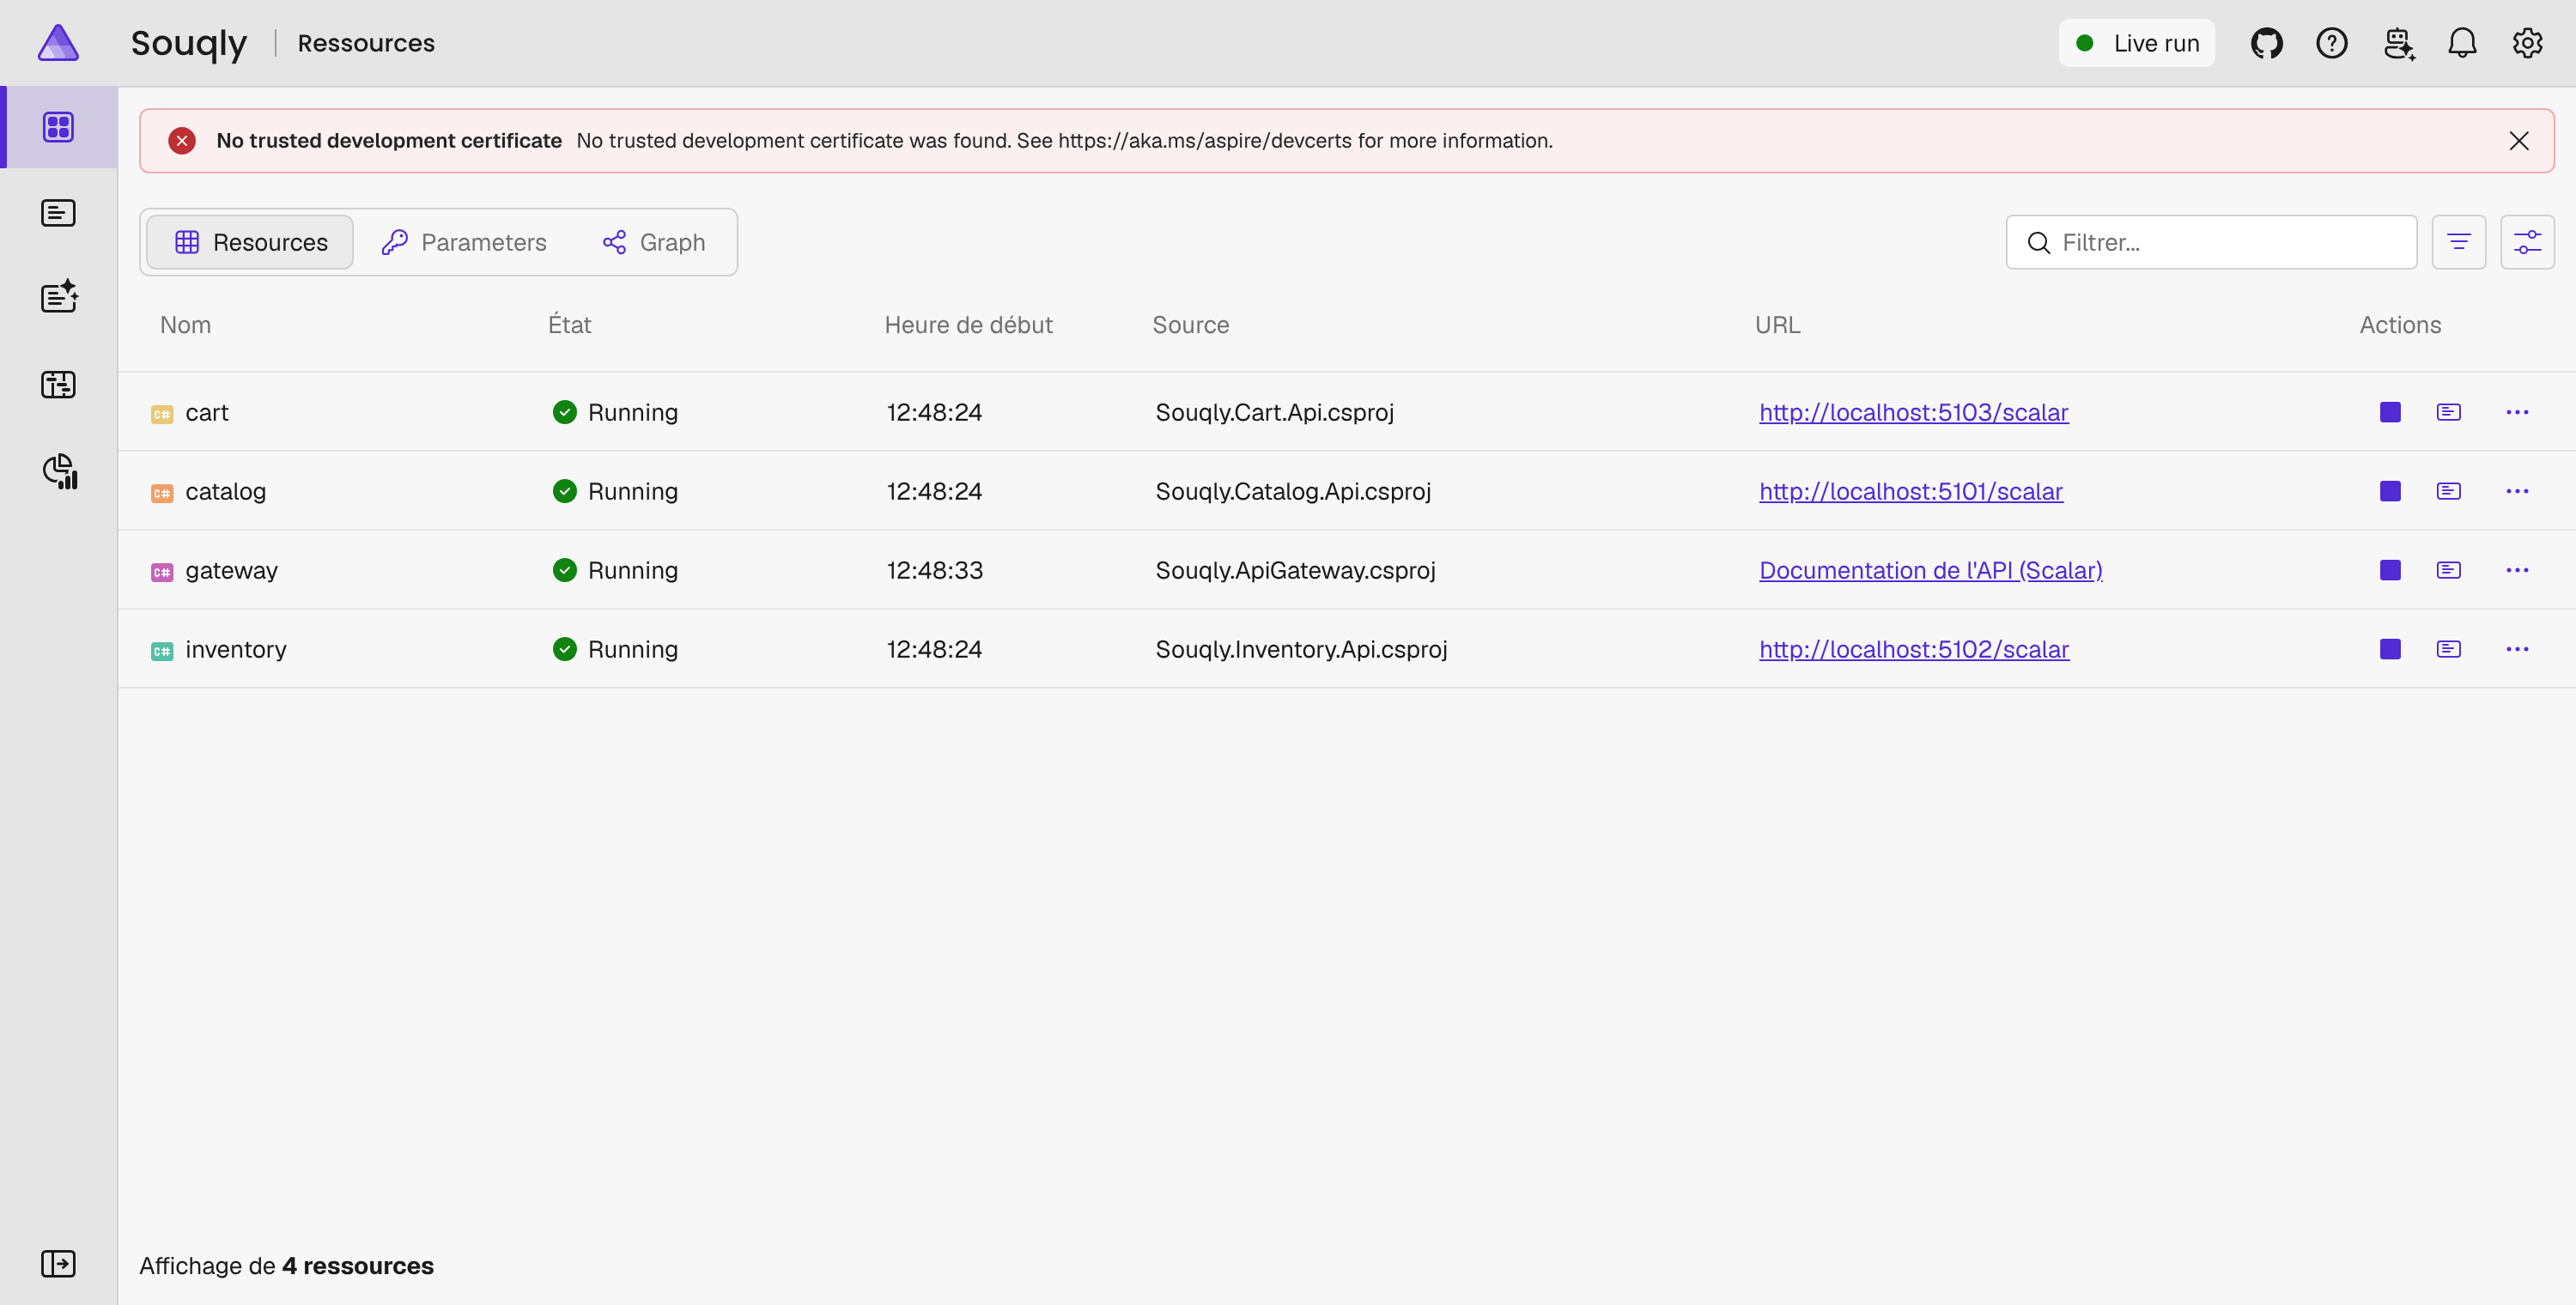 Souqly | Ressources Live run
No trusted development certificate No trusted development certificate was found. See https://aka.ms/aspire/devcerts for more information.
Resources Parameters Graph Filtrer...
Nom État Heure de début Source URL Actions
C# cart Running 12:48:24 Souqly.Cart.Api.csproj http://localhost:5103/scalar
C# catalog Running 12:48:24 Souqly.Catalog.Api.csproj http://localhost:5101/scalar
C# gateway Running 12:48:33 Souqly.ApiGateway.csproj Documentation de l'API (Scalar)
C# inventory Running 12:48:24 Souqly.Inventory.Api.csproj http://localhost:5102/scalar
Affichage de 4 ressources